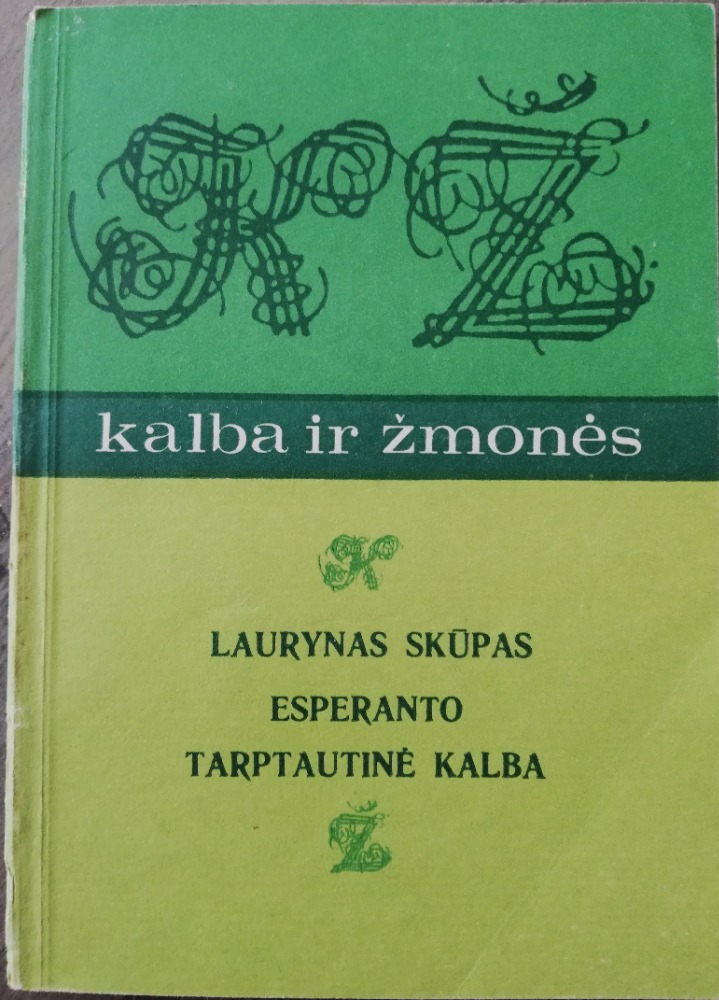 K Ž
kalba ir žmonės
K
LAURYNAS SKŪPAS
ESPERANTO
TARPTAUTINĖ KALBA
Ž